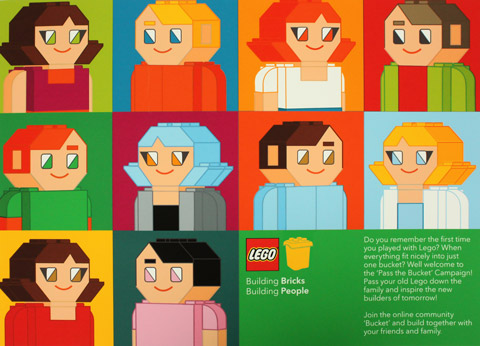 LEGO
Building Bricks
Building People
Do you remember the first time
you played with Lego? When
everything fit nicely into just
one bucket? Well welcome to
the 'Pass the Bucket' Campaign!
Pass your old Lego down the
family and inspire the new
builders of tomorrow!
Join the online community
'Bucket' and build together with
your friends and family.